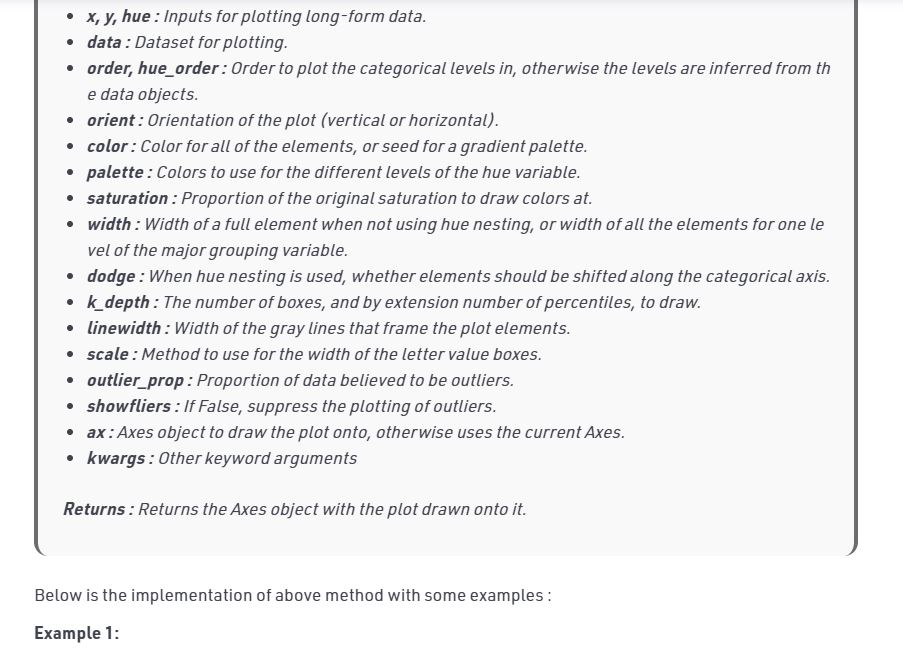 • x, y, hue : Inputs for plotting long-form data.
• data : Dataset for plotting.
• order, hue_order : Order to plot the categorical levels in, otherwise the levels are inferred from th
e data objects.
• orient : Orientation of the plot (vertical or horizontal).
• color : Color for all of the elements, or seed for a gradient palette.
• palette : Colors to use for the different levels of the hue variable.
• saturation : Proportion of the original saturation to draw colors at.
• width : Width of a full element when not using hue nesting, or width of all the elements for one le
vel of the major grouping variable.
• dodge : When hue nesting is used, whether elements should be shifted along the categorical axis.
• k_depth : The number of boxes, and by extension number of percentiles, to draw.
• linewidth : Width of the gray lines that frame the plot elements.
• scale : Method to use for the width of the letter value boxes.
• outlier_prop : Proportion of data believed to be outliers.
• showfliers : If False, suppress the plotting of outliers.
• ax : Axes object to draw the plot onto, otherwise uses the current Axes.
• kwargs : Other keyword arguments
Returns : Returns the Axes object with the plot drawn onto it.
Below is the implementation of above method with some examples :
Example 1: